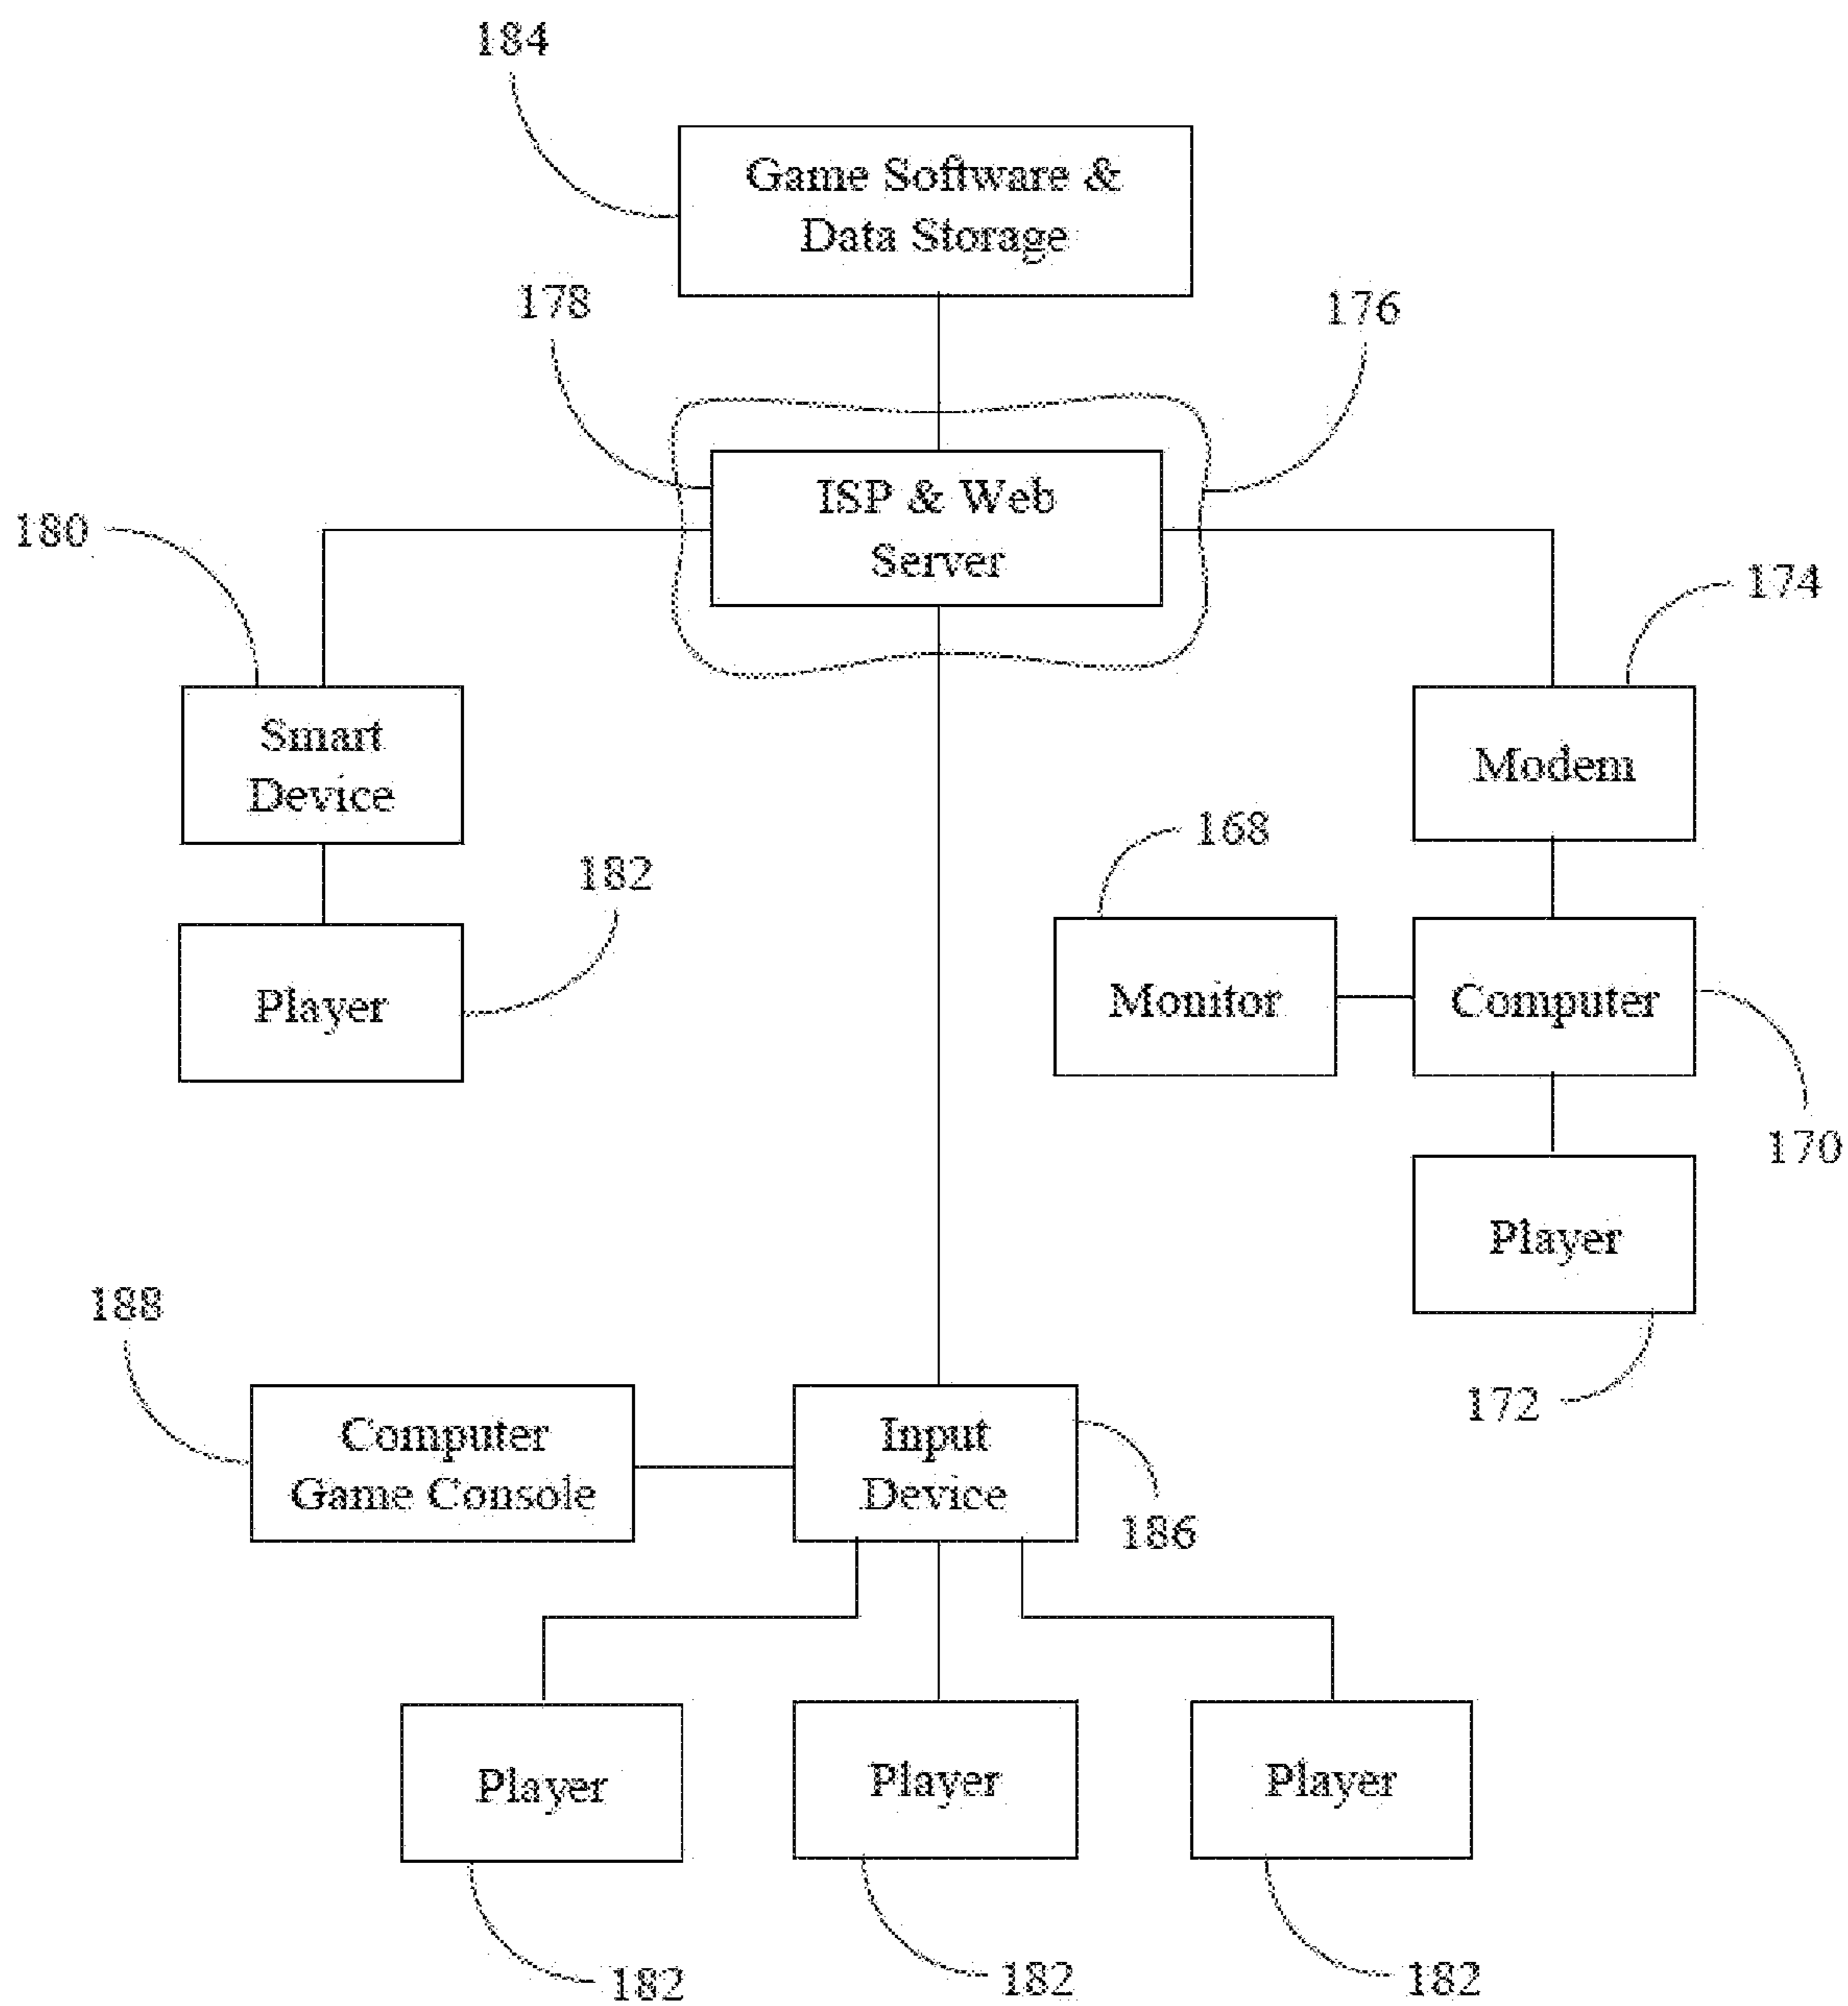 184
Game Software &
Data Storage
178
176
ISP & Web
Server
180
174
Smart
Device
Modem
168
182
Player
Monitor
Computer
170
Player
172
188
Computer
Game Console
Input
Device
186
Player
Player
Player
182
182
182